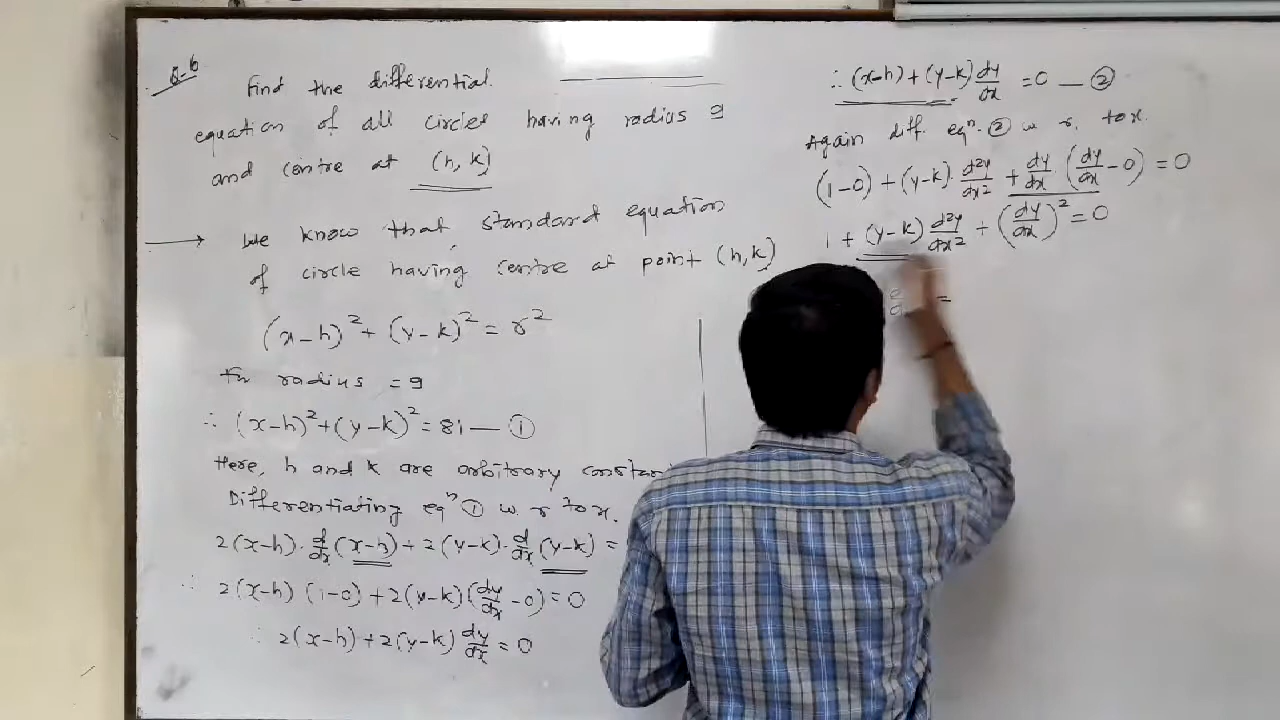 Q-6
Find the differential
equation of all circles having radius 9
and centre at (h, k)
→ We know that, standard equation
of circle having centre at point (h, k)
(x-h)² + (y-k)² = r²
radius = 9
∴ (x-h)² + (y-k)² = 81 — ①
Here, h and k are arbitrary constan
Differentiating eqⁿ ① w r to x.
2(x-h) · d/dx (x-h) + 2(y-k) · d/dx (y-k) =
∴ 2(x-h) (1-0) + 2(y-k) (dy/dx - 0) = 0
∴ 2(x-h) + 2(y-k) dy/dx = 0
∴ (x-h) + (y-k) dy/dx = 0 — ②
Again diff. eqⁿ. ② w r. to x.
(1-0) + (y-k) · d²y/dx² + dy/dx · (dy/dx - 0) = 0
1 + (y-k) d²y/dx² + (dy/dx)² = 0
=